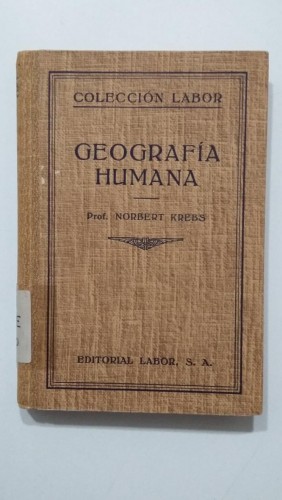 COLECCIÓN LABOR
GEOGRAFÍA
HUMANA
Prof. NORBERT KREBS
EDITORIAL LABOR, S. A.